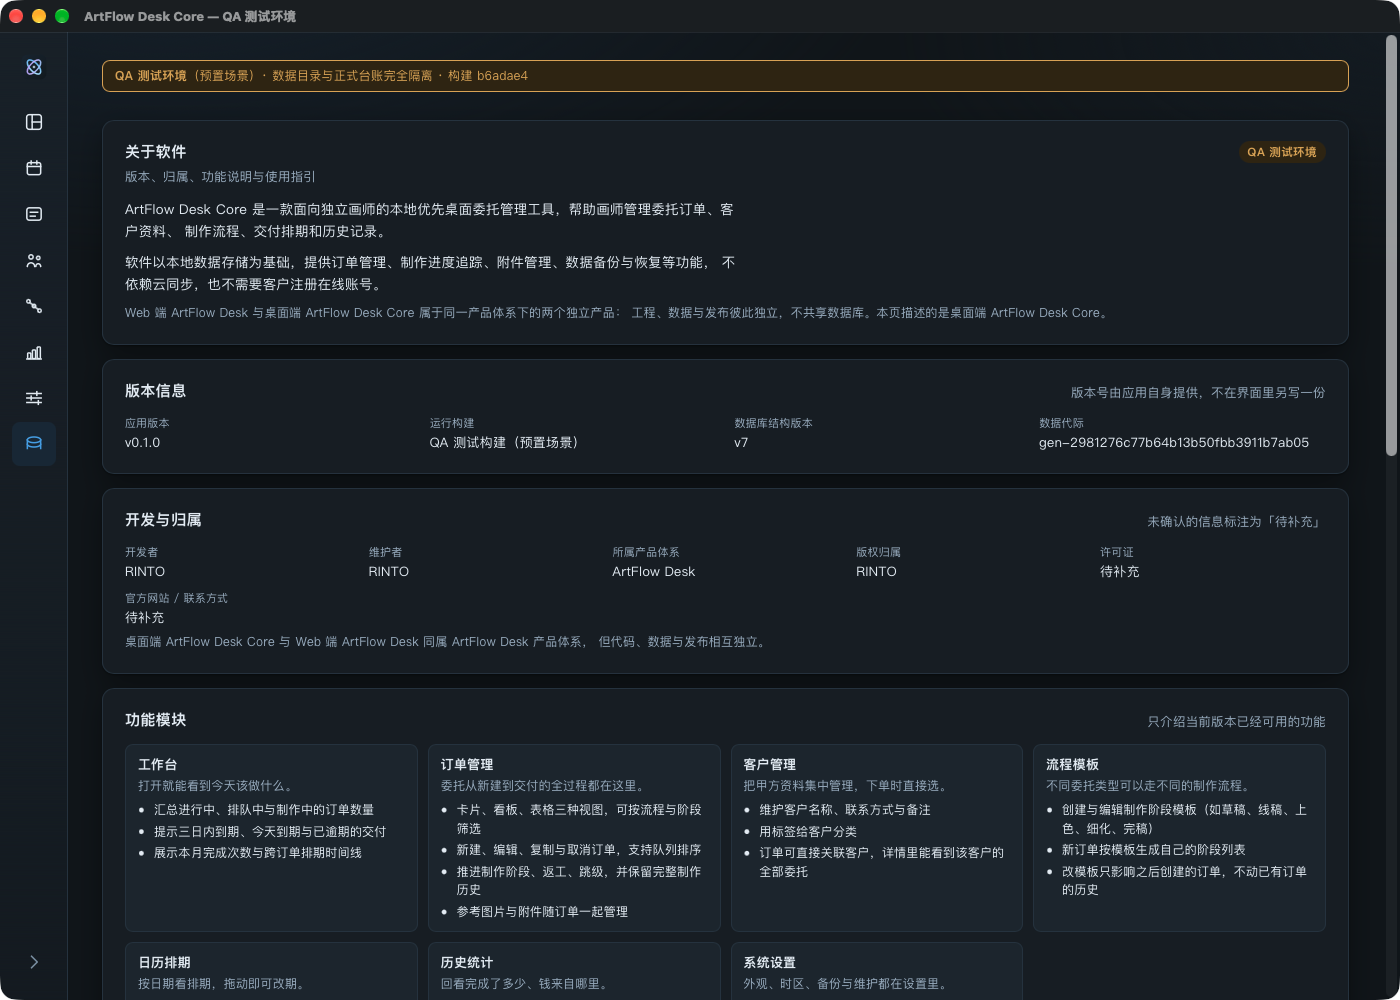 ArtFlow Desk Core — QA 测试环境
QA 测试环境（预置场景）· 数据目录与正式台账完全隔离 · 构建 b6adae4
关于软件
QA 测试环境
版本、归属、功能说明与使用指引
ArtFlow Desk Core 是一款面向独立画师的本地优先桌面委托管理工具，帮助画师管理委托订单、客
户资料、 制作流程、交付排期和历史记录。
软件以本地数据存储为基础，提供订单管理、制作进度追踪、附件管理、数据备份与恢复等功能， 不
依赖云同步，也不需要客户注册在线账号。
Web 端 ArtFlow Desk 与桌面端 ArtFlow Desk Core 属于同一产品体系下的两个独立产品： 工程、数据与发布彼此独立，不共享数据库。本页描述的是桌面端 ArtFlow Desk Core。
版本信息
版本号由应用自身提供，不在界面里另写一份
应用版本
v0.1.0
运行构建
QA 测试构建（预置场景）
数据库结构版本
v7
数据代际
gen-2981276c77b64b13b50fbb3911b7ab05
开发与归属
未确认的信息标注为「待补充」
开发者
RINTO
维护者
RINTO
所属产品体系
ArtFlow Desk
版权归属
RINTO
许可证
待补充
官方网站 / 联系方式
待补充
桌面端 ArtFlow Desk Core 与 Web 端 ArtFlow Desk 同属 ArtFlow Desk 产品体系， 但代码、数据与发布相互独立。
功能模块
只介绍当前版本已经可用的功能
工作台
打开就能看到今天该做什么。
• 汇总进行中、排队中与制作中的订单数量
• 提示三日内到期、今天到期与已逾期的交付
• 展示本月完成次数与跨订单排期时间线
订单管理
委托从新建到交付的全过程都在这里。
• 卡片、看板、表格三种视图，可按流程与阶段
筛选
• 新建、编辑、复制与取消订单，支持队列排序
• 推进制作阶段、返工、跳级，并保留完整制作
历史
• 参考图片与附件随订单一起管理
客户管理
把甲方资料集中管理，下单时直接选。
• 维护客户名称、联系方式与备注
• 用标签给客户分类
• 订单可直接关联客户，详情里能看到该客户的
全部委托
流程模板
不同委托类型可以走不同的制作流程。
• 创建与编辑制作阶段模板（如草稿、线稿、上
色、细化、完稿）
• 新订单按模板生成自己的阶段列表
• 改模板只影响之后创建的订单，不动已有订单
的历史
日历排期
按日期看排期，拖动即可改期。
历史统计
回看完成了多少、钱来自哪里。
系统设置
外观、时区、备份与维护都在设置里。